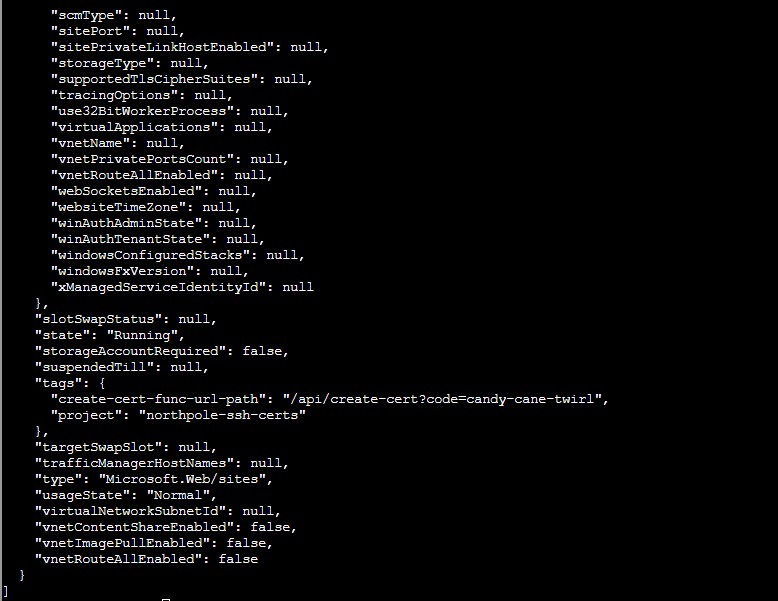 "scmType": null,
"sitePort": null,
"sitePrivateLinkHostEnabled": null,
"storageType": null,
"supportedTlsCipherSuites": null,
"tracingOptions": null,
"use32BitWorkerProcess": null,
"virtualApplications": null,
"vnetName": null,
"vnetPrivatePortsCount": null,
"vnetRouteAllEnabled": null,
"webSocketsEnabled": null,
"websiteTimeZone": null,
"winAuthAdminState": null,
"winAuthTenantState": null,
"windowsConfiguredStacks": null,
"windowsFxVersion": null,
"xManagedServiceIdentityId": null
},
"slotSwapStatus": null,
"state": "Running",
"storageAccountRequired": false,
"suspendedTill": null,
"tags": {
"create-cert-func-url-path": "/api/create-cert?code=candy-cane-twirl",
"project": "northpole-ssh-certs"
},
"targetSwapSlot": null,
"trafficManagerHostNames": null,
"type": "Microsoft.Web/sites",
"usageState": "Normal",
"virtualNetworkSubnetId": null,
"vnetContentShareEnabled": false,
"vnetImagePullEnabled": false,
"vnetRouteAllEnabled": false
}
]